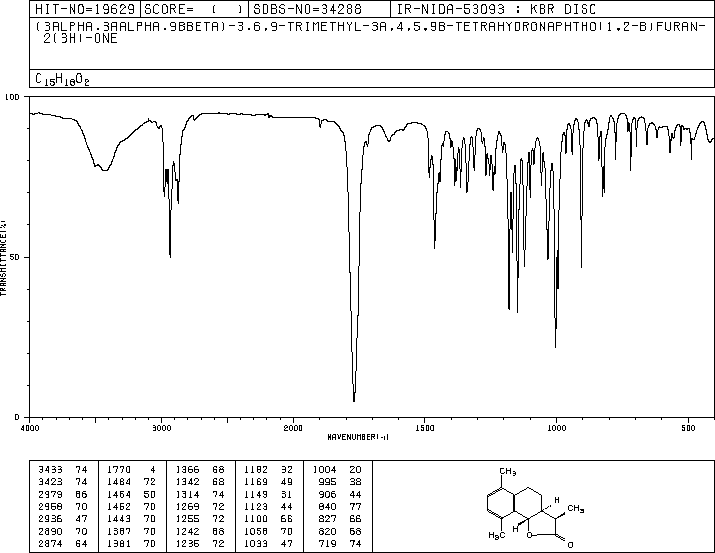 HIT-NO=19629 SCORE= ( ) SDBS-NO=34288 IR-NIDA-53093 : KBR DISC
(3ALPHA.3AALPHA.9BBETA)-3.6.9-TRIMETHYL-3A.4.5.9B-TETRAHYDRONAPHTHO(1.2-B)FURAN-
2(3H)-ONE
C15H18O2
100
50
0
TRANSMITTANCE(%)
4000 3000 2000 1500 1000 500
WAVENUMBER(-1)
3433 74 1770 4 1366 68 1182 32 1004 20
3423 74 1484 72 1342 68 1169 49 995 38
2979 66 1464 50 1314 74 1149 31 906 44
2958 70 1452 70 1269 72 1123 44 840 77
2936 47 1443 70 1255 72 1100 66 827 66
2890 70 1387 70 1242 68 1058 70 820 68
2874 64 1381 70 1235 72 1033 47 719 74
CH3
H
CH3
H
H3C
O
O